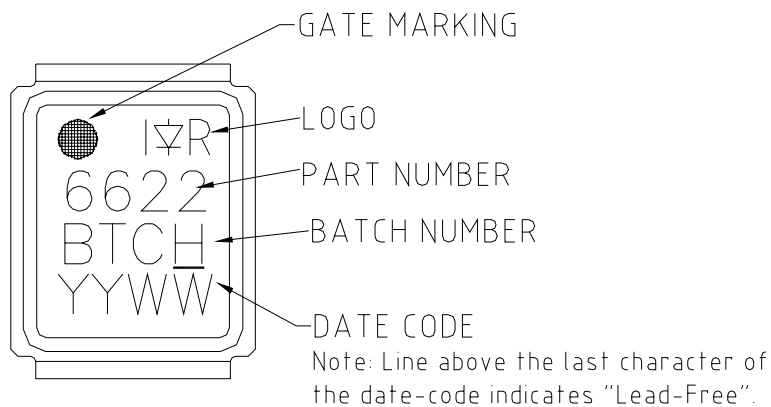 GATE MARKING
I R
LOGO
6622
PART NUMBER
BTCH
BATCH NUMBER
YYWW
DATE CODE
Note: Line above the last character of
the date-code indicates "Lead-Free".